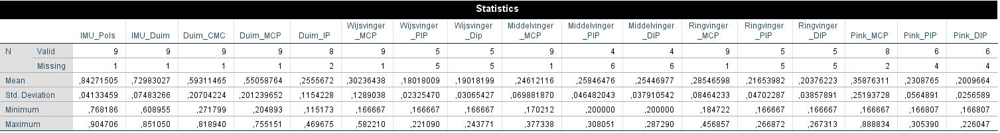 Statistics
IMU_Pols IMU_Duim Duim_CMC Duim_MCP Duim_IP Wijsvinger_MCP Wijsvinger_PIP Wijsvinger_Dip Middelvinger_MCP Middelvinger_PIP Middelvinger_DIP Ringvinger_MCP Ringvinger_PIP Ringvinger_DIP Pink_MCP Pink_PIP Pink_DIP
N Valid 9 9 9 9 8 9 5 5 9 4 4 9 5 5 8 6 6
Missing 1 1 1 1 2 1 5 5 1 6 6 1 5 5 2 4 4
Mean ,84271505 ,72983027 ,59311465 ,55058764 ,2555672 ,30236438 ,18018009 ,19018199 ,24612116 ,25846476 ,25446977 ,28546598 ,21653982 ,20376223 ,35876311 ,2308765 ,2009664
Std. Deviation ,04133459 ,07483266 ,20704224 ,201239652 ,1154228 ,1289038 ,02325470 ,03065427 ,069881870 ,046482043 ,037910542 ,08464233 ,04702287 ,03857891 ,25193728 ,0564891 ,0256589
Minimum ,768186 ,608955 ,271799 ,204893 ,115173 ,166667 ,166667 ,166667 ,170212 ,200000 ,200000 ,184722 ,166667 ,166667 ,166667 ,166807 ,166807
Maximum ,904706 ,851050 ,818940 ,755151 ,469675 ,582210 ,221090 ,243771 ,377338 ,308051 ,287290 ,456857 ,266872 ,267313 ,888834 ,305390 ,226047